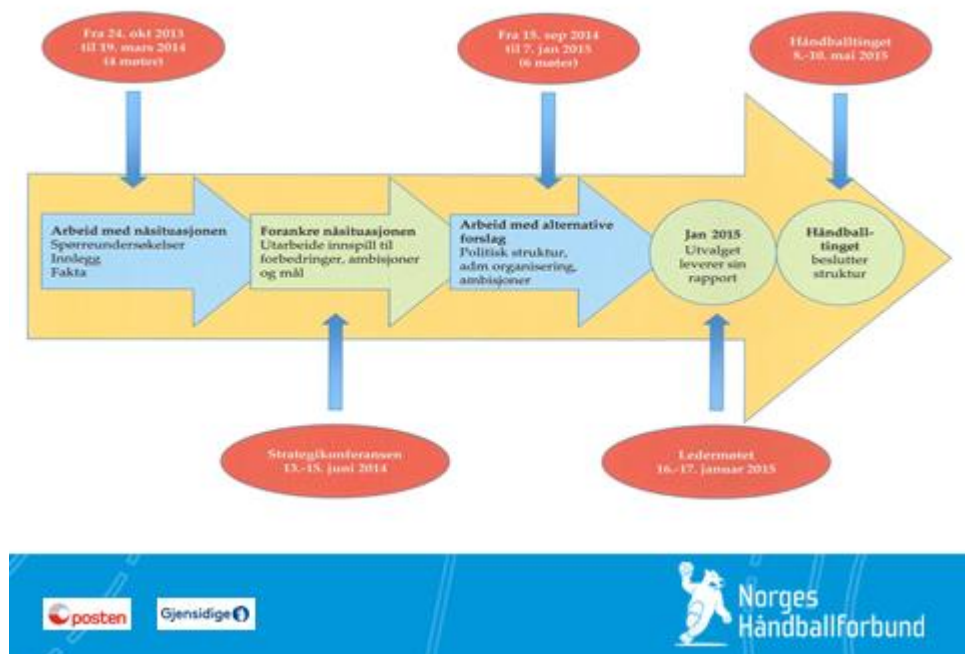 Fra 24. okt 2013
til 19. mars 2014
(4 møter)
Fra 15. sep 2014
til 7. jan 2015
(6 møter)
Håndballtinget
8.-10. mai 2015
Arbeid med nåsituasjonen
Spørreundersøkelser
Innlegg
Fakta
Forankre nåsituasjonen
Utarbeide innspill til
forbedringer, ambisjoner
og mål
Arbeid med alternative
forslag
Politisk struktur,
adm organisering,
ambisjoner
Jan 2015
Utvalget
leverer sin
rapport
Håndball-
tinget
beslutter
struktur
Strategikonferansen
13.-15. juni 2014
Ledermøtet
16.-17. januar 2015
posten
Gjensidige
Norges
Håndballforbund